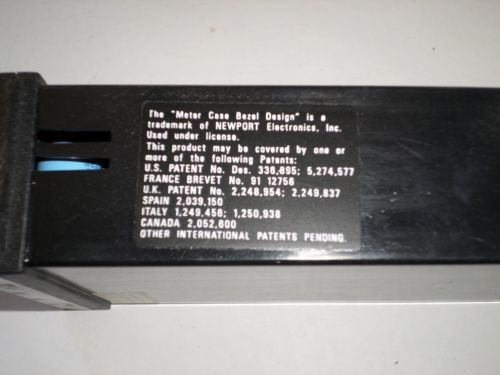 The "Meter Case Bezel Design" is a
trademark of NEWPORT Electronics, Inc.
Used under license.
This product may be covered by one or
more of the following Patents:
U.S. PATENT No. Des. 336,895; 5,274,577
FRANCE BREVET No. 91 12756
U.K. PATENT No. 2,248,954; 2,249,837
SPAIN 2,039,150
ITALY 1,249,456; 1,250,938
CANADA 2,052,600
OTHER INTERNATIONAL PATENTS PENDING.